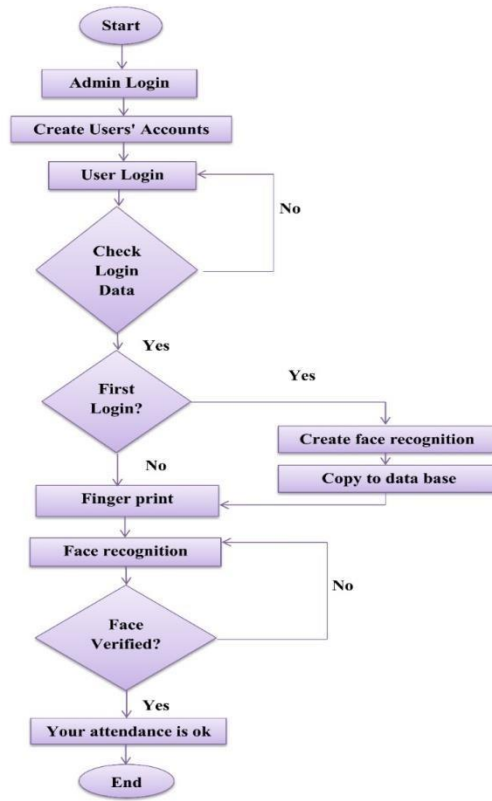 Start
Admin Login
Create Users' Accounts
User Login
No
Check
Login
Data
Yes
Yes
First
Login?
Create face recognition
No
Copy to data base
Finger print
Face recognition
No
Face
Verified?
Yes
Your attendance is ok
End